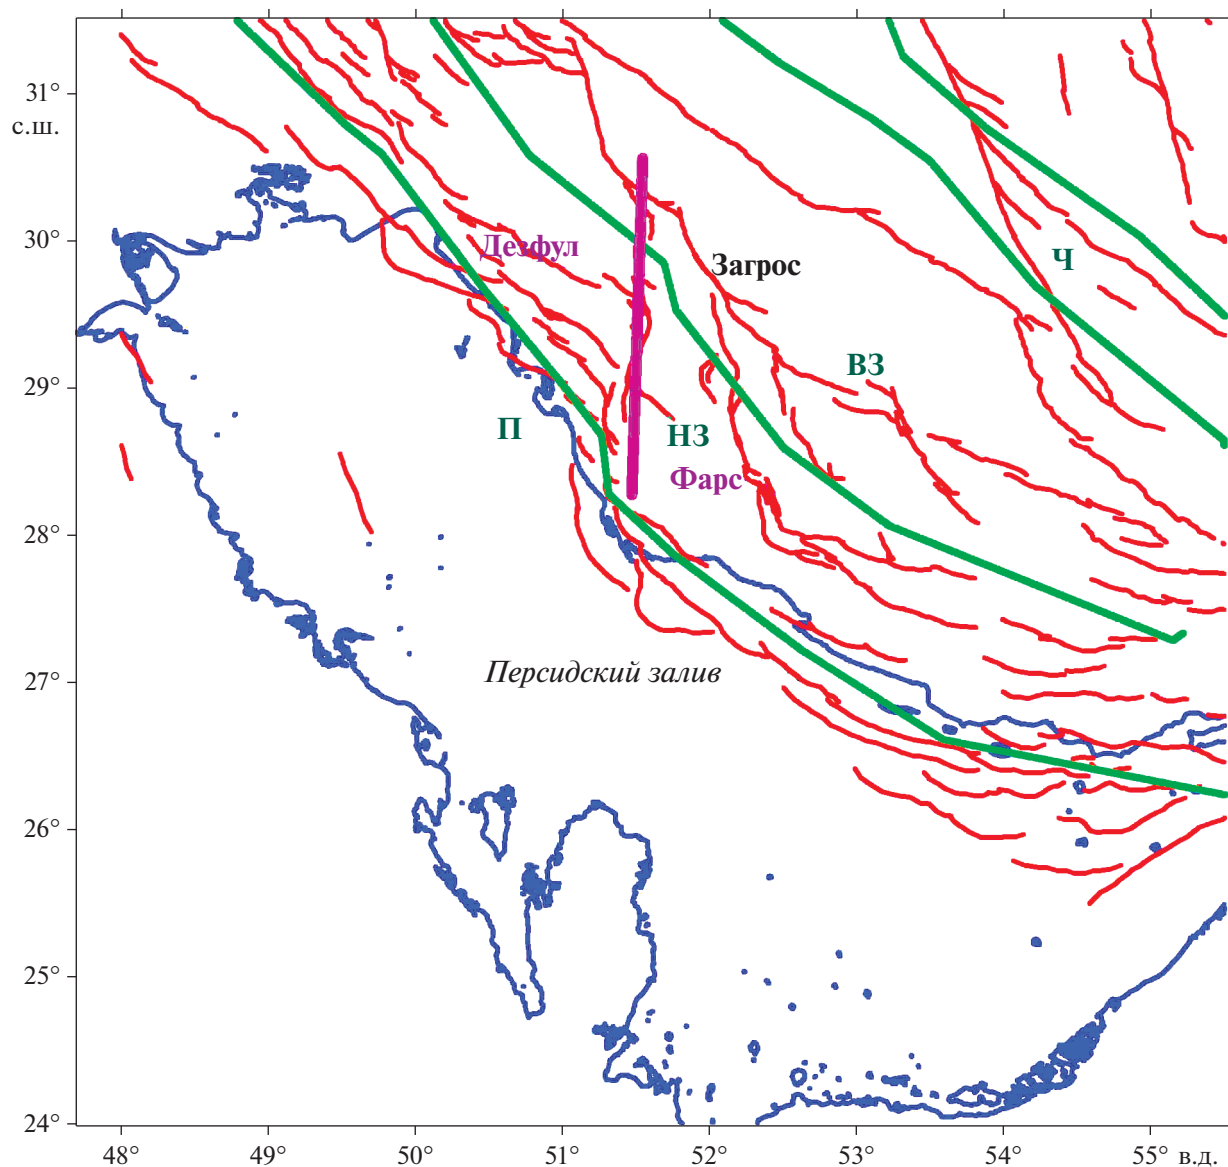 31°
с.ш.
30°
Дезфул
Загрос
Ч
29°
ВЗ
П
НЗ
Фарс
28°
27°
Персидский залив
26°
25°
24°
48° 49° 50° 51° 52° 53° 54° 55° в.д.